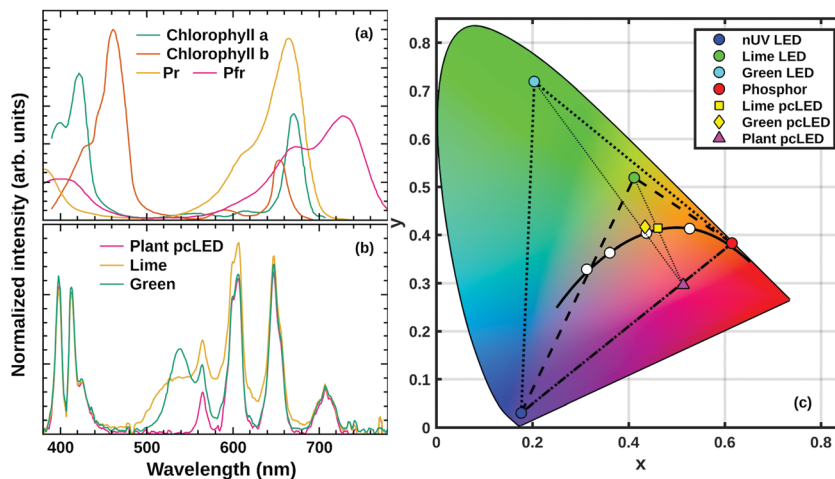 (a)
Chlorophyll a
Chlorophyll b
Pr Pfr
Normalized intensity (arb. units)
(b)
Plant pcLED
Lime
Green
400 500 600 700
Wavelength (nm)
nUV LED
Lime LED
Green LED
Phosphor
Lime pcLED
Green pcLED
Plant pcLED
0.8
0.7
0.6
0.5
y
0.4
0.3
0.2
0.1
0
(c)
0 0.2 0.4 0.6 0.8
x